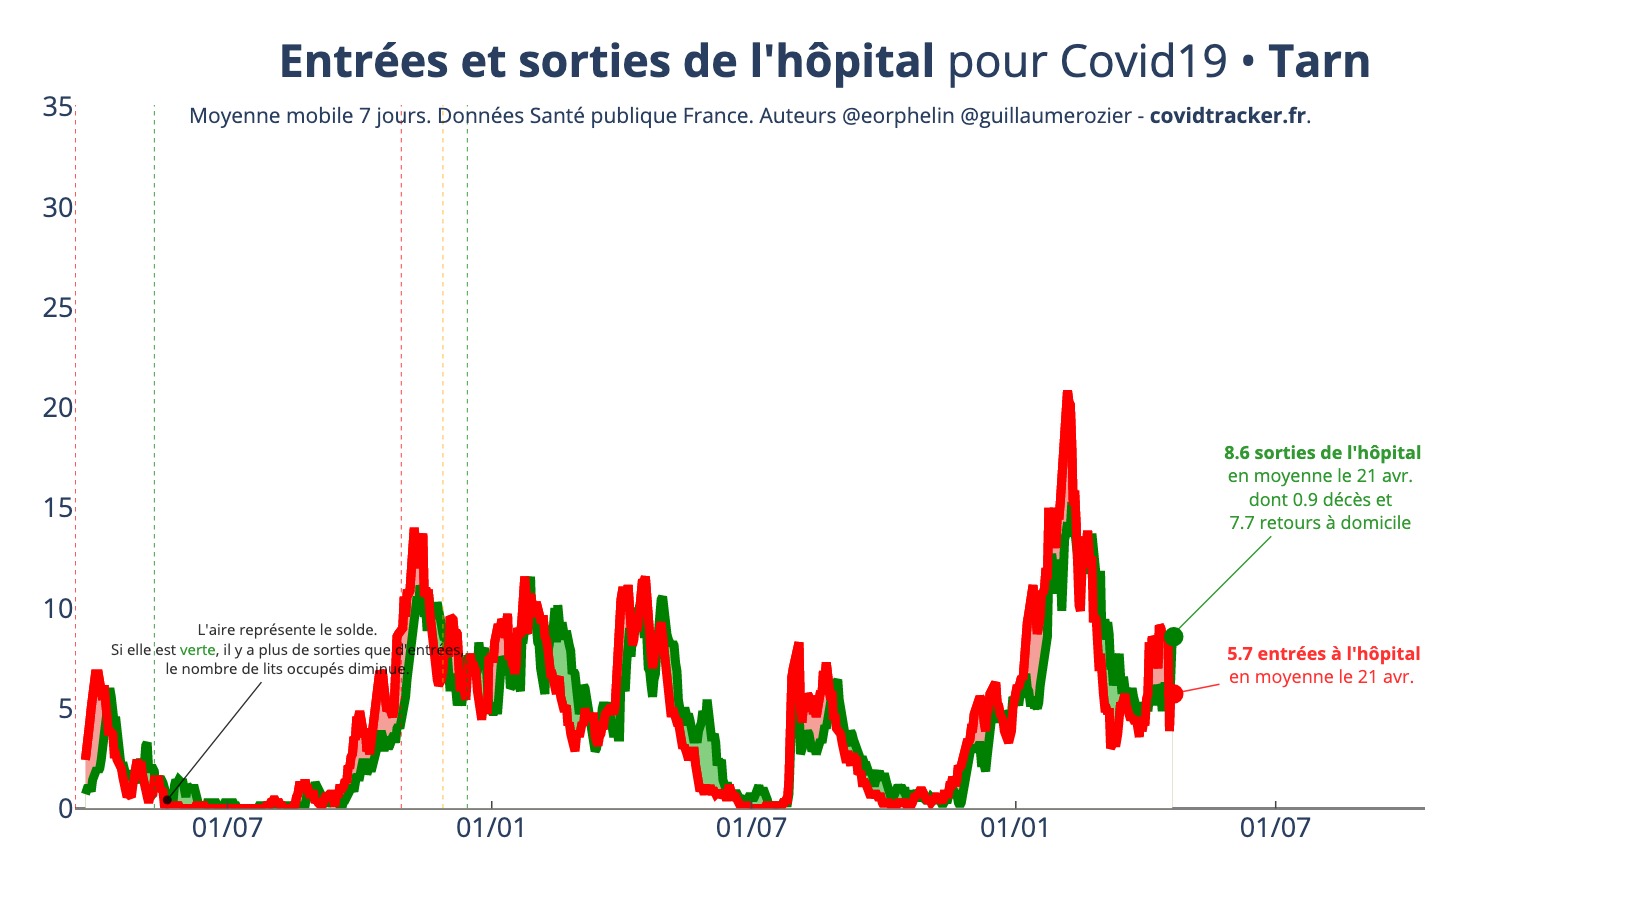 Entrées et sorties de l'hôpital pour Covid19 • Tarn
Moyenne mobile 7 jours. Données Santé publique France. Auteurs @eorphelin @guillaumerozier - covidtracker.fr.
35
30
25
20
15
10
5
0
L'aire représente le solde.
Si elle est verte, il y a plus de sorties que d'entrées,
le nombre de lits occupés diminue.
8.6 sorties de l'hôpital
en moyenne le 21 avr.
dont 0.9 décès et
7.7 retours à domicile
5.7 entrées à l'hôpital
en moyenne le 21 avr.
01/07 01/01 01/07 01/01 01/07